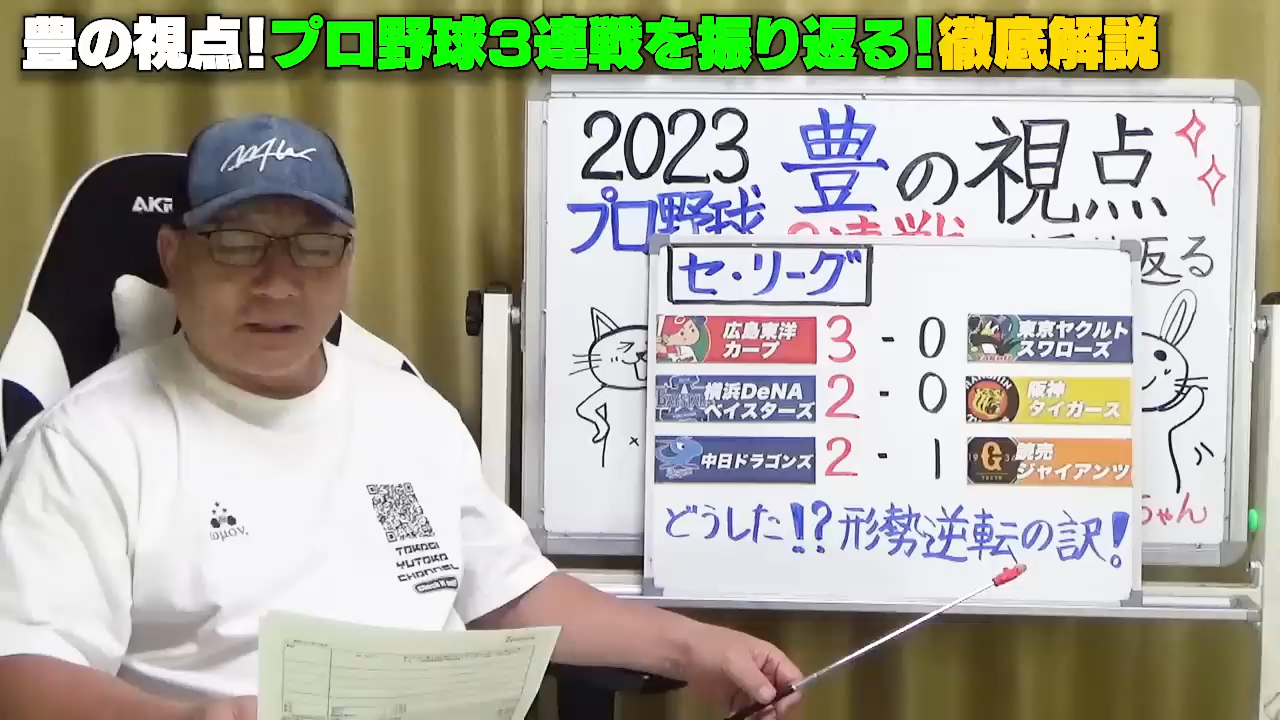 豊の視点!プロ野球3連戦を振り返る!徹底解説
2023 豊の視点
プロ野球 3連戦
返る
セ・リーグ
広島東洋
カープ
3 - 0
東京ヤクルト
スワローズ
横浜DeNA
ベイスターズ
2 - 0
阪神
タイガース
中日ドラゴンズ
2 - 1
読売
ジャイアンツ
どうした!?形勢逆転の訳!
ちゃん
AKR
TOKOGI
YUTAKA
CHANNEL